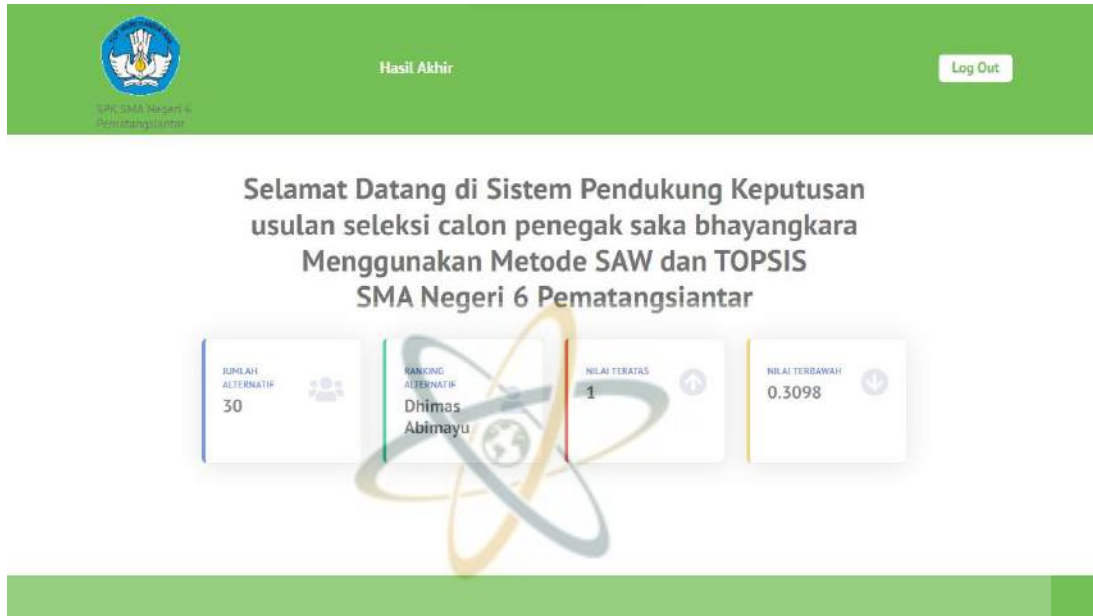 SPK SMA Negeri 6
Pematangsiantar
Hasil Akhir
Log Out
Selamat Datang di Sistem Pendukung Keputusan
usulan seleksi calon penegak saka bhayangkara
Menggunakan Metode SAW dan TOPSIS
SMA Negeri 6 Pematangsiantar
JUMLAH
ALTERNATIF
30
RANKING
ALTERNATIF
Dhimas
Abimayu
NILAI TERATAS
1
NILAI TERBAWAH
0.3098